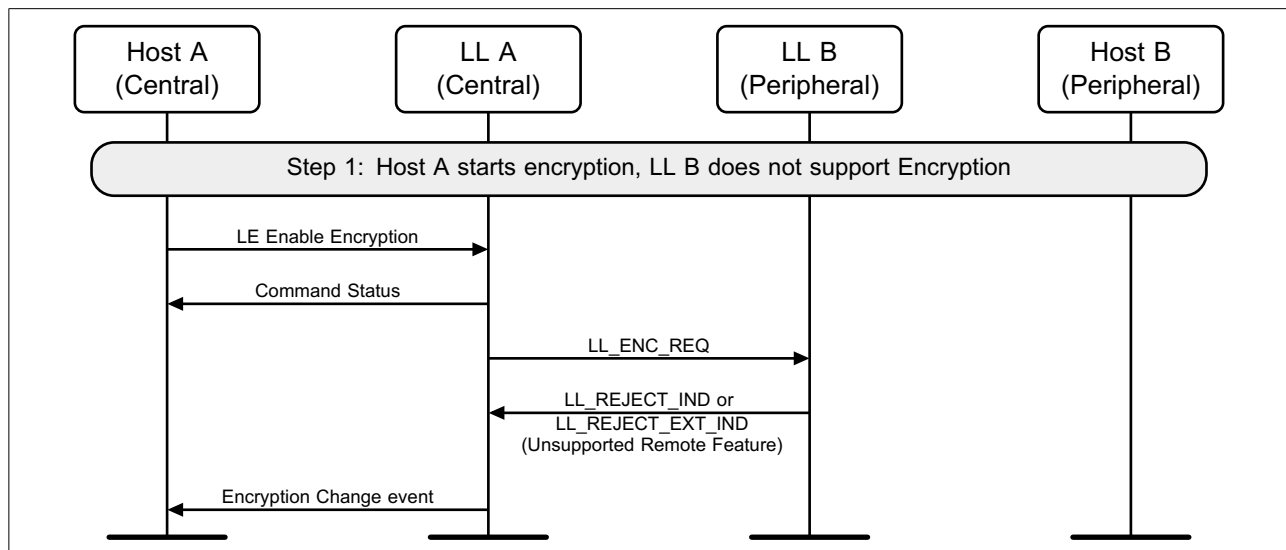 Host A
(Central)
LL A
(Central)
LL B
(Peripheral)
Host B
(Peripheral)
Step 1:  Host A starts encryption, LL B does not support Encryption
LE Enable Encryption
Command Status
LL_ENC_REQ
LL_REJECT_IND or
LL_REJECT_EXT_IND
(Unsupported Remote Feature)
Encryption Change event